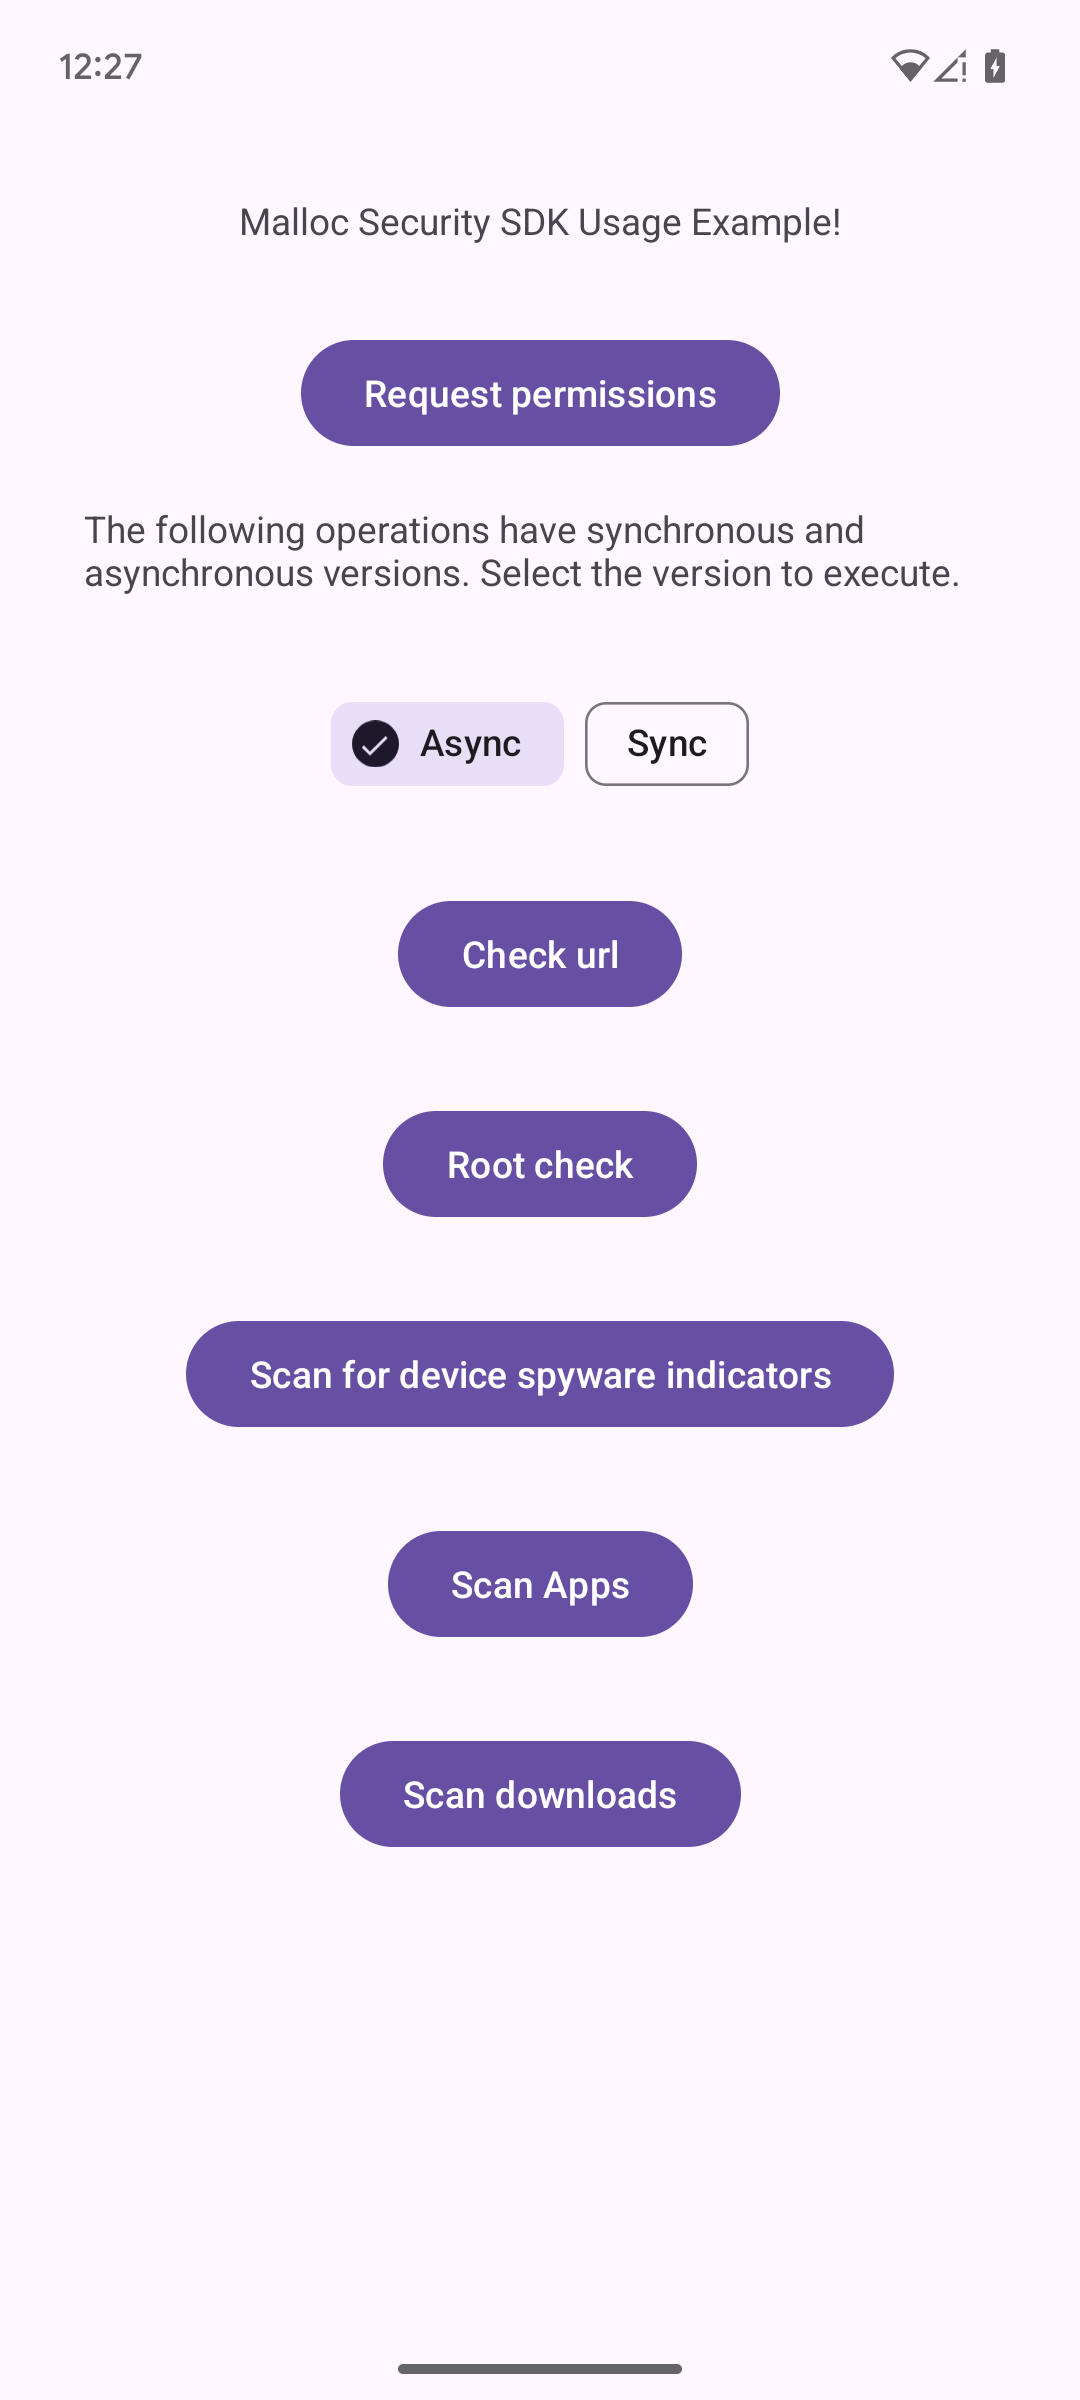 12:27
Malloc Security SDK Usage Example!
Request permissions
The following operations have synchronous and
asynchronous versions. Select the version to execute.
Async
Sync
Check url
Root check
Scan for device spyware indicators
Scan Apps
Scan downloads